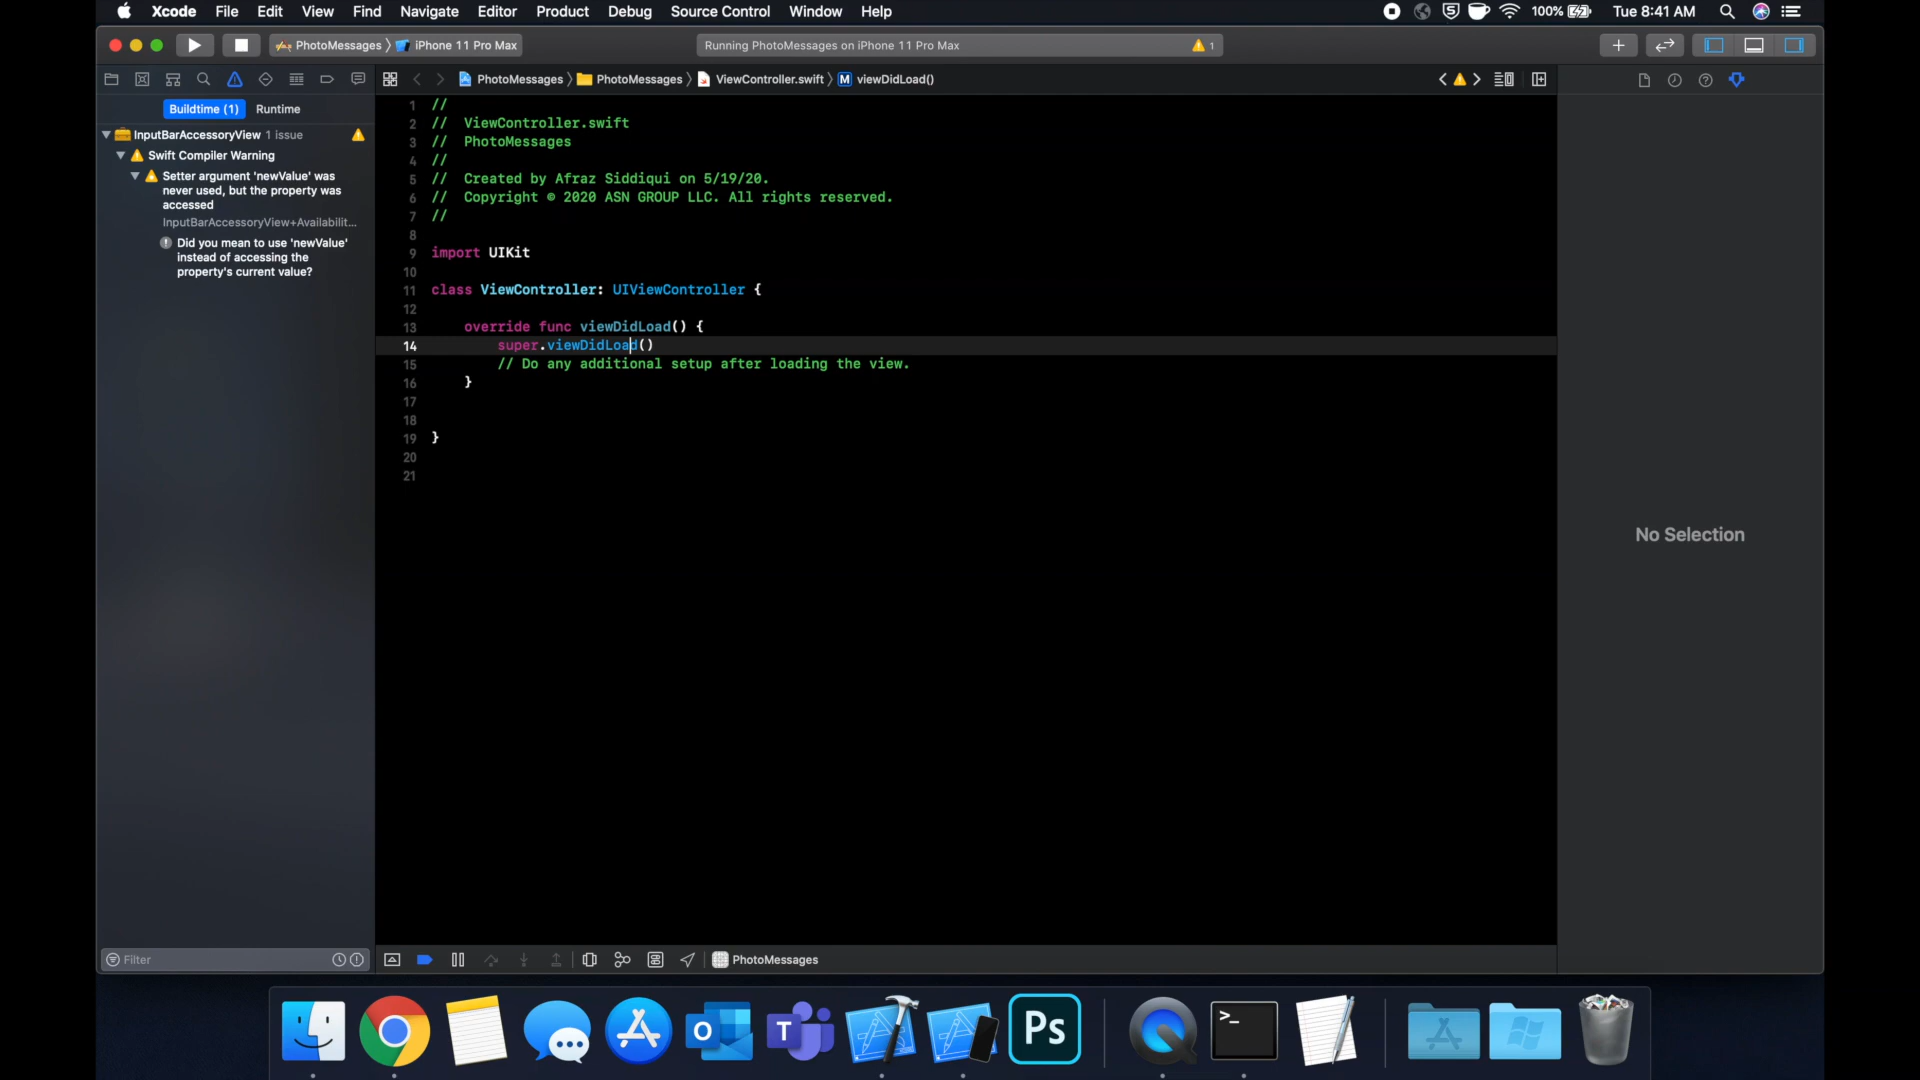 Xcode File Edit View Find Navigate Editor Product Debug Source Control Window Help
100% Tue 8:41 AM
PhotoMessages iPhone 11 Pro Max
Running PhotoMessages on iPhone 11 Pro Max
1
PhotoMessages PhotoMessages ViewController.swift M viewDidLoad()
Buildtime (1) Runtime
InputBarAccessoryView 1 issue
Swift Compiler Warning
Setter argument 'newValue' was
never used, but the property was
accessed
InputBarAccessoryView+Availabilit...
Did you mean to use 'newValue'
instead of accessing the
property's current value?
1 //
2 // ViewController.swift
3 // PhotoMessages
4 //
5 // Created by Afraz Siddiqui on 5/19/20.
6 // Copyright © 2020 ASN GROUP LLC. All rights reserved.
7 //
8
9 import UIKit
10
11 class ViewController: UIViewController {
12
13 override func viewDidLoad() {
14 super.viewDidLoad()
15 // Do any additional setup after loading the view.
16 }
17
18
19 }
20
21
No Selection
Filter
PhotoMessages
O
T
Ps
>_